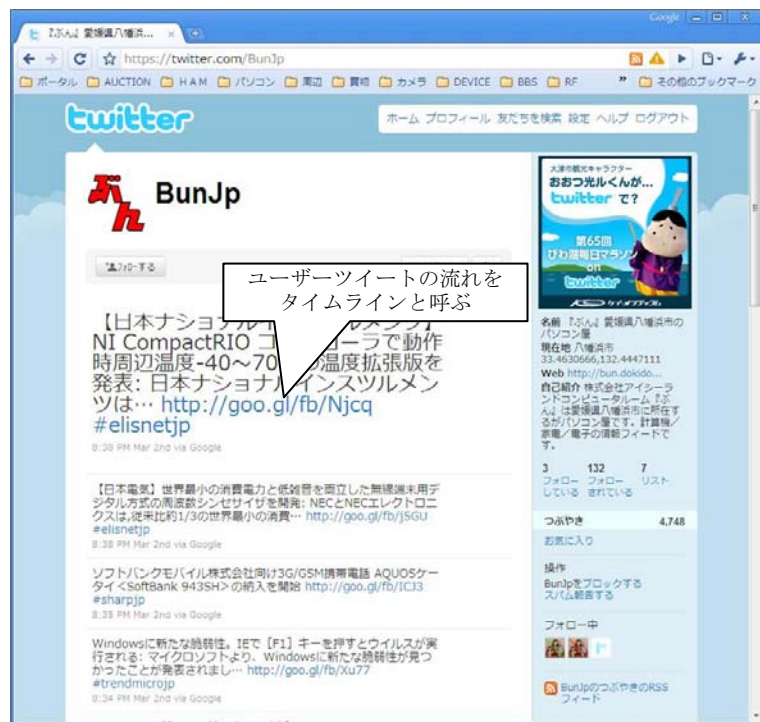 Google
『ぶん』愛媛県八幡浜...
https://twitter.com/BunJp
ポータル AUCTION HAM パソコン 周辺 買物 カメラ DEVICE BBS RF » その他のブックマーク
twitter
ホーム プロフィール 友だちを検索 設定 ヘルプ ログアウト
ぶん
BunJp
フォローする
ユーザーツイートの流れを
タイムラインと呼ぶ
【日本ナショナル
NI CompactRIO コ ローラで動作
時周辺温度-40～70 の温度拡張版を
発表: 日本ナショナルインスツルメン
ツは… http://goo.gl/fb/Njcq
#elisnetjp
8:38 PM Mar 2nd via Google
【日本電気】世界最小の消費電力と低雑音を両立した無線端末用デ
ジタル方式の周波数シンセサイザを開発: NECとNECエレクトロニ
クスは,従来比約1/3の世界最小の消費… http://goo.gl/fb/j5GU
#elisnetjp
8:38 PM Mar 2nd via Google
ソフトバンクモバイル株式会社向け3G/GSM携帯電話 AQUOSケー
タイ<SoftBank 943SH>の納入を開始 http://goo.gl/fb/ICJ3
#sharpjp
8:35 PM Mar 2nd via Google
Windowsに新たな脆弱性。IEで［F1］キーを押すとウイルスが実
行される: マイクロソフトより、Windowsに新たな脆弱性が見つ
かったことが発表されまし… http://goo.gl/fb/Xu77
#trendmicrojp
8:34 PM Mar 2nd via Google
大津の観光キャラクター
おおつ光ルくんが...
twitter で?
第65回
びわ湖毎日マラソン
on
twitter
名前 『ぶん』愛媛県八幡浜市の
パソコン屋
現在地 八幡浜市
33.4630666,132.4447111
Web http://bun.dokido...
自己紹介 株式会社アイシーラ
ンドコンピュータルーム『ぶ
ん』は愛媛県八幡浜市に所在す
るがパソコン屋です。計算機/
家電/電子の情報フィードで
す。
3 132 7
フォロー フォロー リスト
している されている
つぶやき 4,748
お気に入り
操作
BunJpをブロックする
スパム報告する
フォロー中
BunJpのつぶやきのRSS
フィード